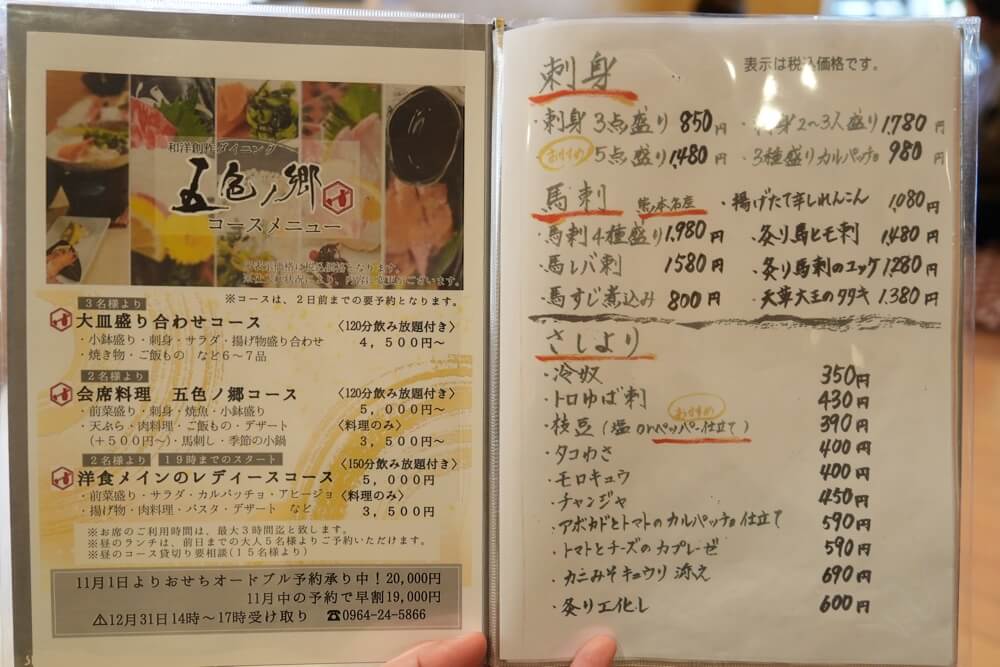 和洋創作ダイニング
五色ノ郷
コースメニュー
※表示価格は税込価格となります。
3名様より
※コースは、2日前までの要予約となります。
大皿盛り合わせコース
〈120分飲み放題付き〉
・小鉢盛り・刺身・サラダ・揚げ物盛り合わせ
4,500円～
・焼き物・ご飯もの など6～7品
2名様より
会席料理 五色ノ郷コース
〈120分飲み放題付き〉
・前菜盛り・刺身・焼魚・小鉢盛り
5,000円～
・天ぷら・肉料理・ご飯もの・デザート
〈料理のみ〉
(+500円～)・馬刺し・季節の小鍋
3,500円～
2名様より 19時までのスタート
洋食メインのレディースコース
〈150分飲み放題付き〉
5,000円
・前菜盛り・サラダ・カルパッチョ・アヒージョ
〈料理のみ〉
・揚げ物・肉料理・パスタ・デザート など
3,500円
※お席のご利用時間は、最大3時間迄と致します。
※昼のランチは、前日までの大人5名様よりご予約いただけます。
※昼のコース貸切り要相談(15名様より)
11月1日よりおせちオードブル予約承り中！20,000円
11月中の予約で早割19,000円
⚠12月31日14時～17時受け取り ☎0964-24-5866
表示は税込価格です。
刺身
・刺身3点盛り 850円
・刺身2～3人盛り 1,780円
おすすめ 5点盛り 1,480円
・3種盛りカルパッチョ 980円
馬刺 熊本名産
・揚げたて辛しれんこん 1,080円
・馬刺4種盛り 1,980円
・炙り馬ヒモ刺 1,480円
・馬レバ刺 1580円
・炙り馬刺のユッケ 1,280円
・馬すじ煮込み 800円
・天草大王のタタキ 1,380円
さしより
・冷奴 350円
・トロゆば刺 430円
おすすめ
・枝豆(塩orペッパー仕立て) 390円
・タコわさ 400円
・モロキュウ 400円
・チャンジャ 450円
・アボカドとトマトのカルパッチョ仕立て 590円
・トマトとチーズのカプレーゼ 590円
・カニみそキュウリ添え 690円
・炙り 600円